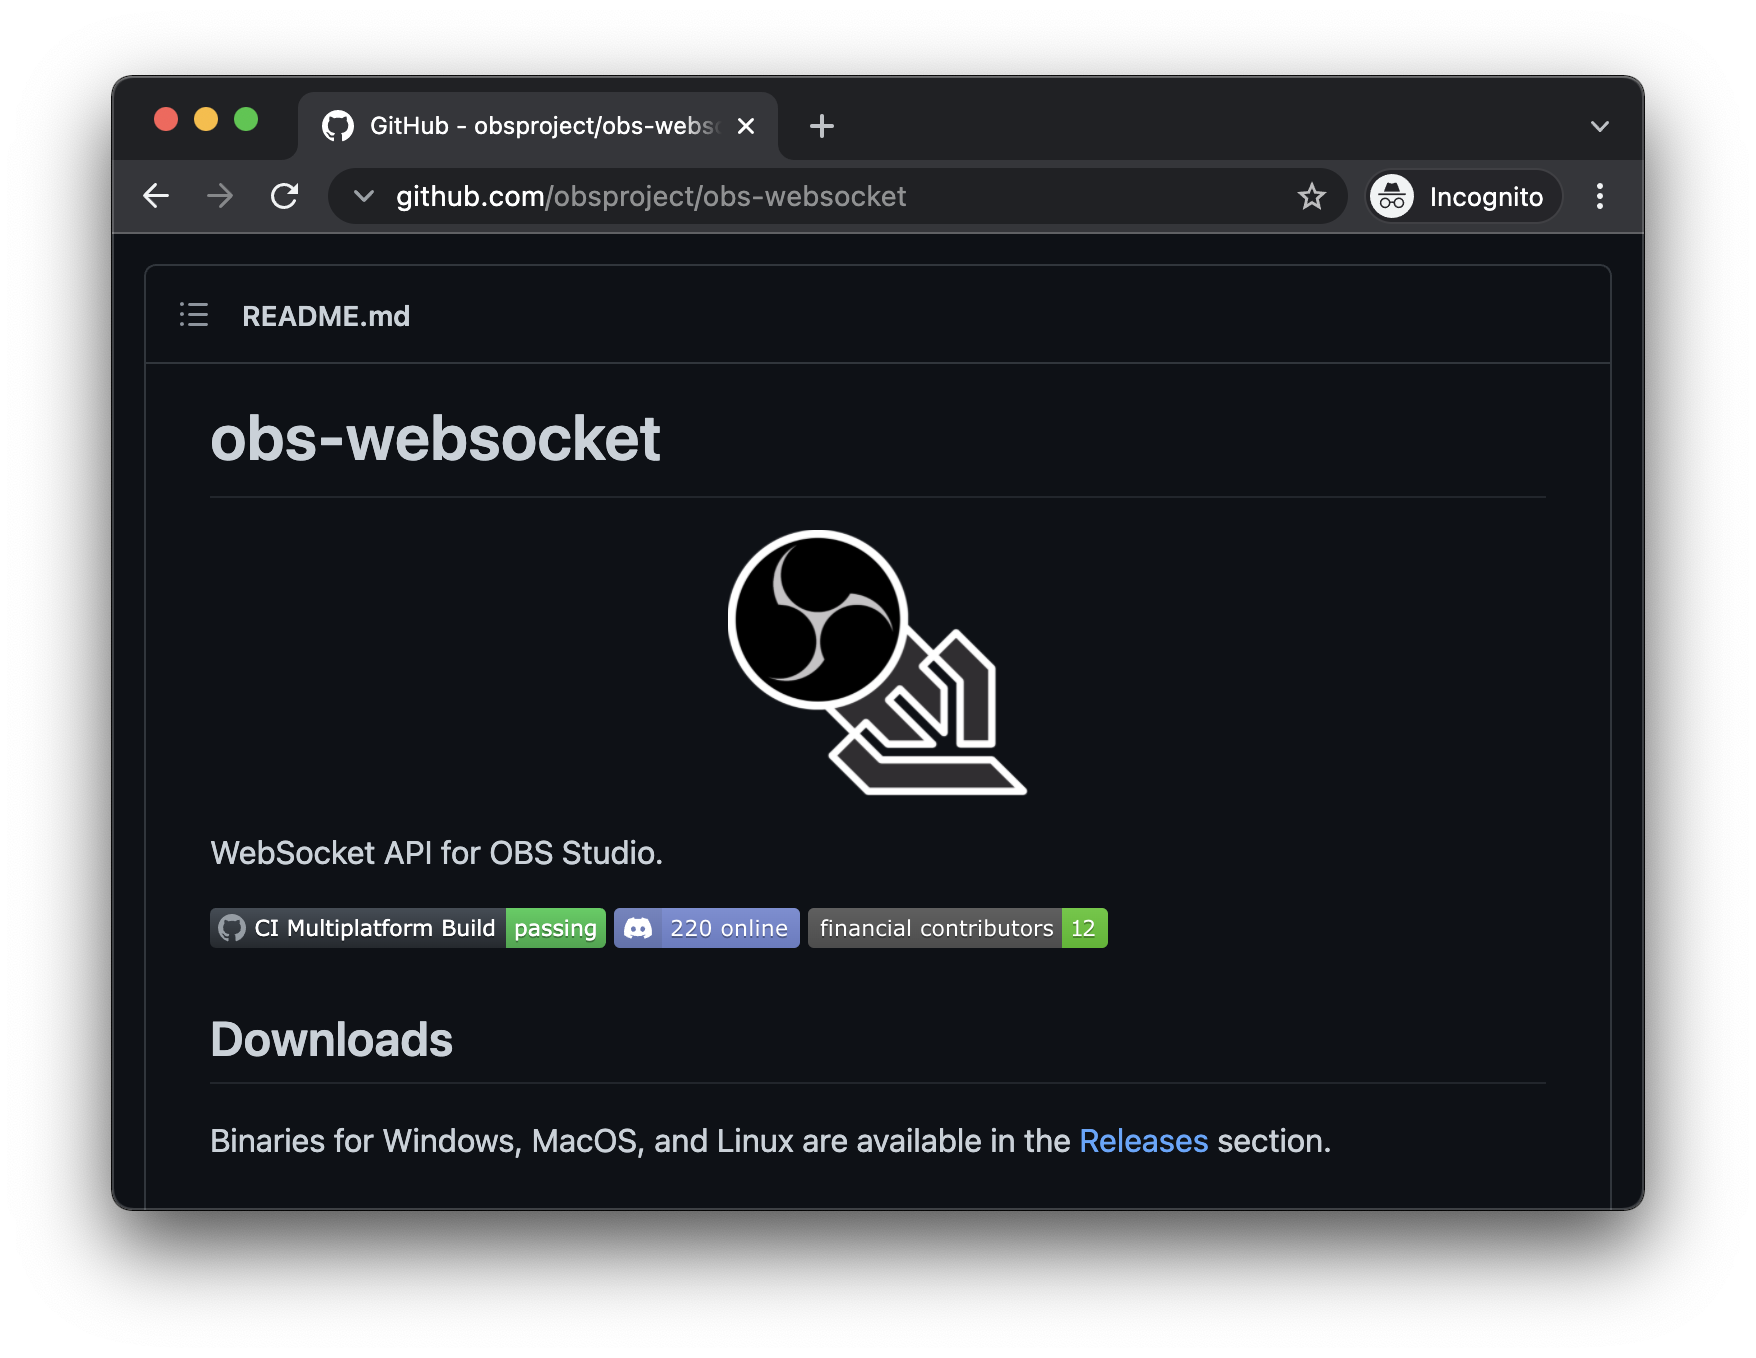 GitHub - obsproject/obs-webso
github.com/obsproject/obs-websocket
Incognito
README.md
obs-websocket
WebSocket API for OBS Studio.
CI Multiplatform Build passing 220 online financial contributors 12
Downloads
Binaries for Windows, MacOS, and Linux are available in the Releases section.